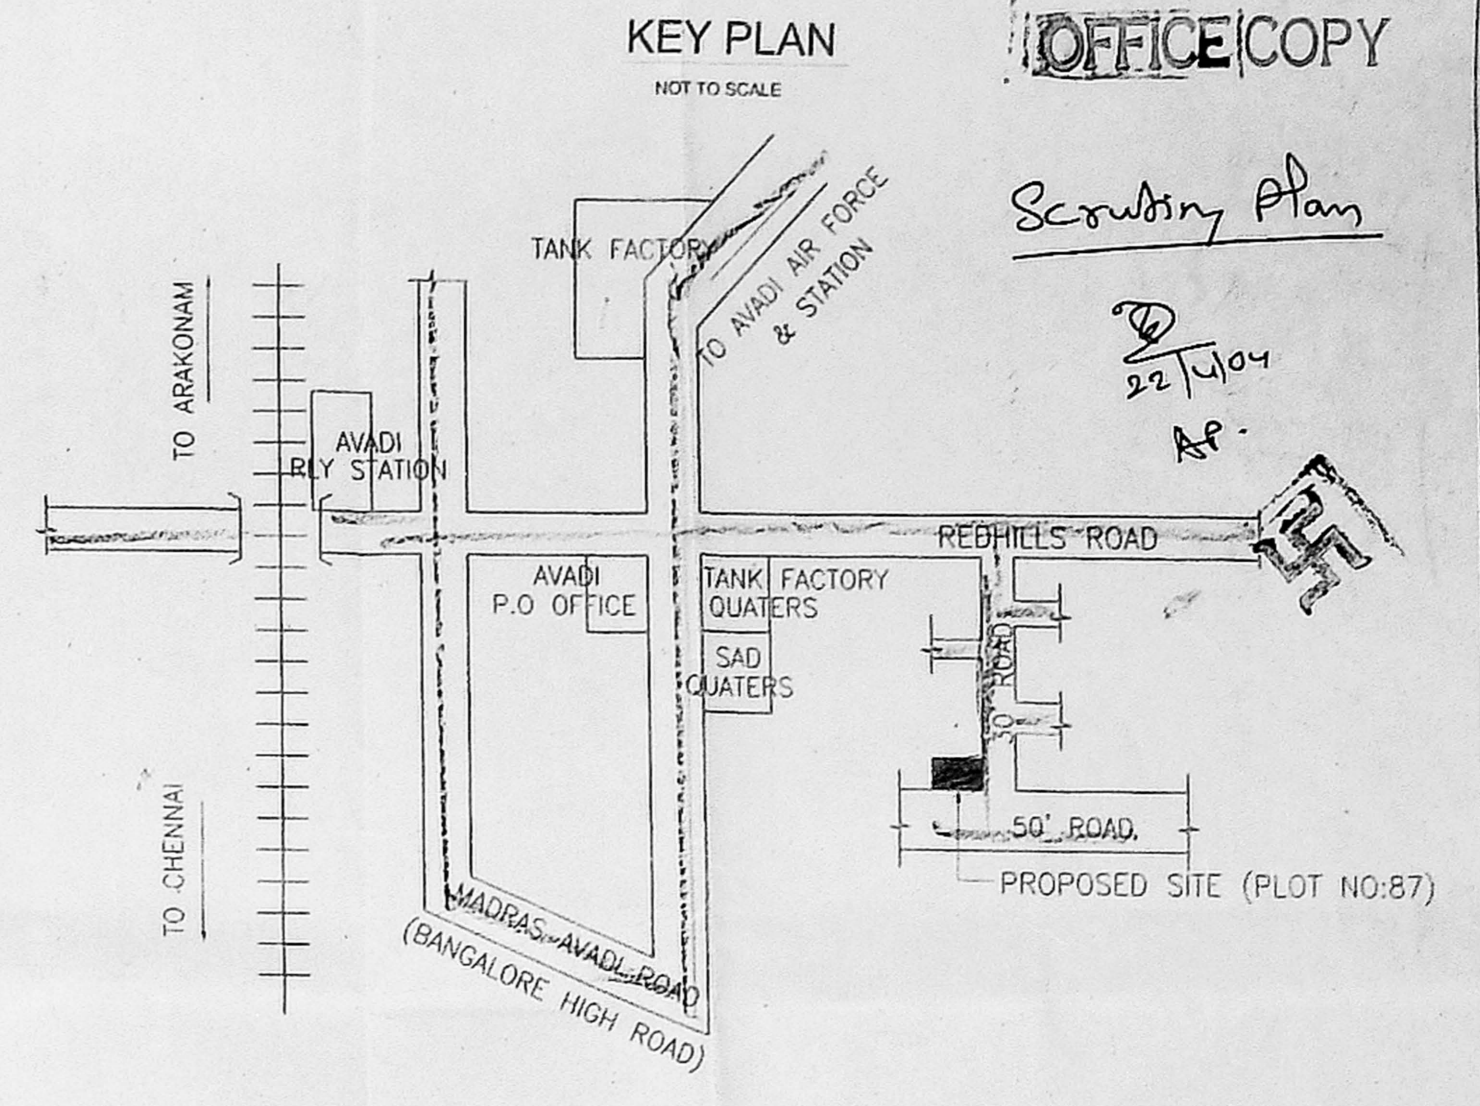 KEY PLAN
NOT TO SCALE
OFFICE COPY
Scrutiny Plan
22/4/04
AP.
TANK FACTORY
TO AVADI AIR FORCE
& STATION
TO ARAKONAM
AVADI
RLY STATION
REDHILLS ROAD
AVADI
P.O OFFICE
TANK FACTORY
QUATERS
SAD
QUATERS
30 ROAD
50' ROAD.
PROPOSED SITE (PLOT NO:87)
TO CHENNAI
MADRAS-AVADI-ROAD
(BANGALORE HIGH ROAD)